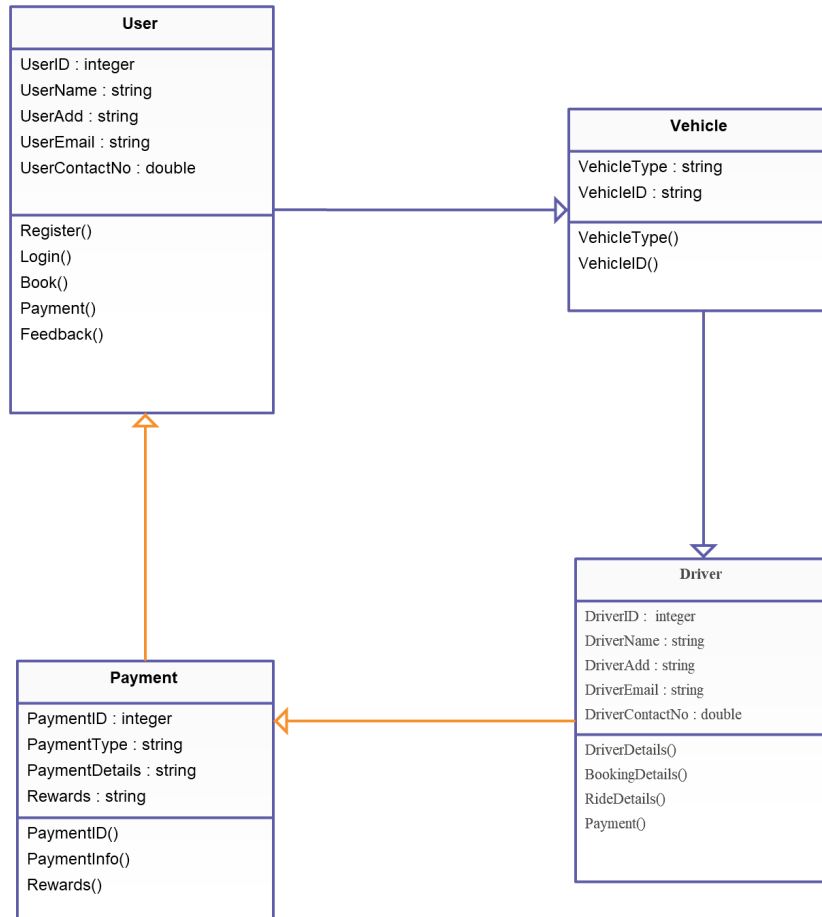 User
UserID : integer
UserName : string
UserAdd : string
UserEmail : string
UserContactNo : double
Register()
Login()
Book()
Payment()
Feedback()
Vehicle
VehicleType : string
VehicleID : string
VehicleType()
VehicleID()
Payment
PaymentID : integer
PaymentType : string
PaymentDetails : string
Rewards : string
PaymentID()
PaymentInfo()
Rewards()
Driver
DriverID :  integer
DriverName : string
DriverAdd : string
DriverEmail : string
DriverContactNo : double
DriverDetails()
BookingDetails()
RideDetails()
Payment()